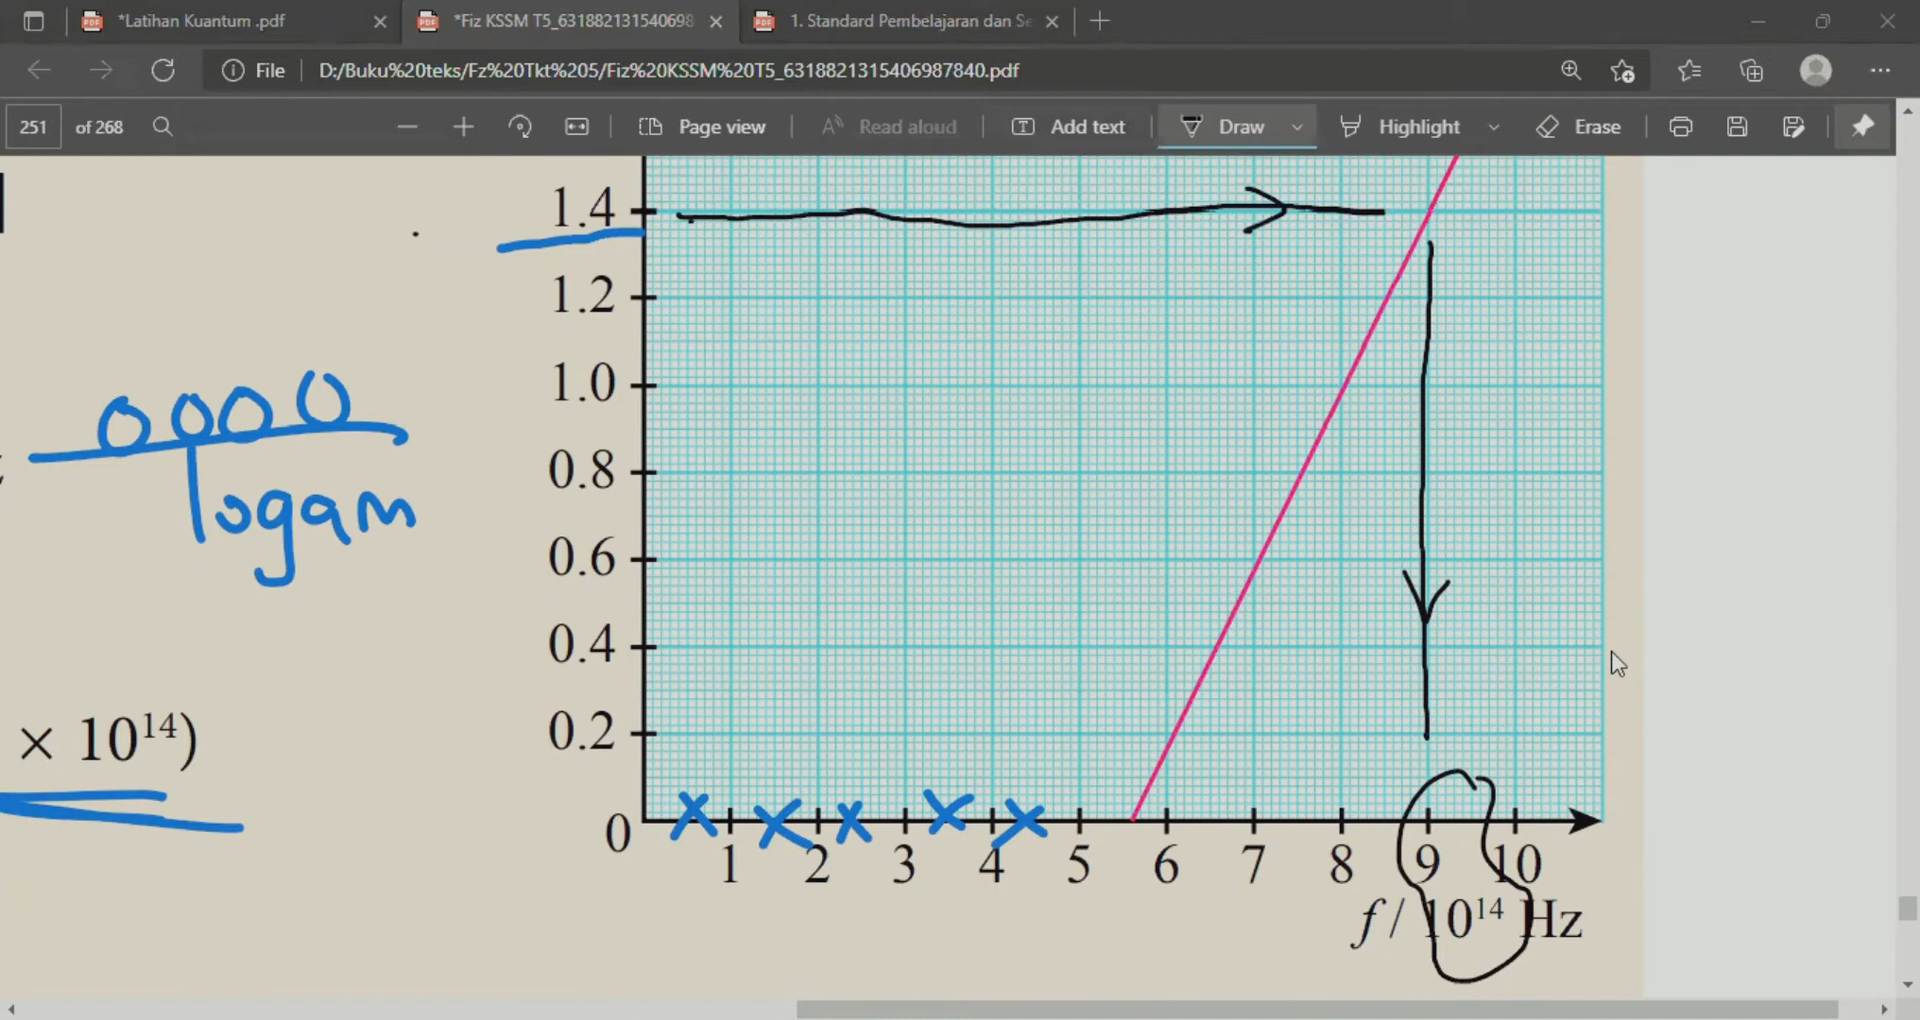 *Latihan Kuantum .pdf
*Fiz KSSM T5_631882131540698
1. Standard Pembelajaran dan Se
File
D:/Buku%20teks/Fz%20Tkt%205/Fiz%20KSSM%20T5_6318821315406987840.pdf
251 of 268
Page view
Read aloud
Add text
Draw
Highlight
Erase
1.4
1.2
1.0
0.8
0.6
0.4
0.2
0
logam
× 10¹⁴)
1 2 3 4 5 6 7 8 9 10
f / 10¹⁴ Hz